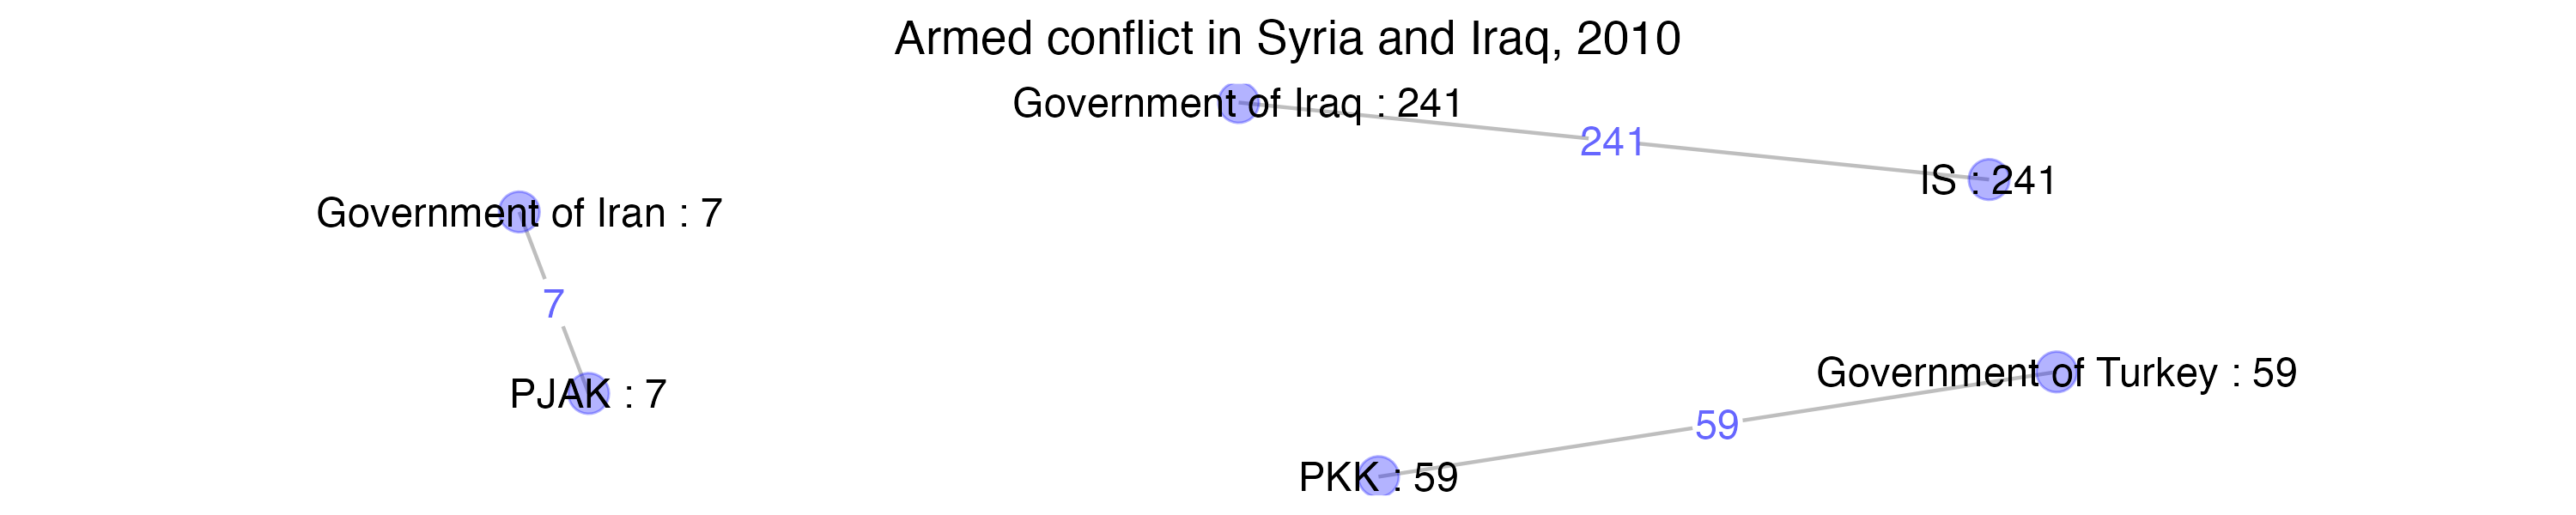 Armed conflict in Syria and Iraq, 2010
Government of Iraq : 241
241
IS : 241
Government of Iran : 7
7
PJAK : 7
Government of Turkey : 59
59
PKK : 59